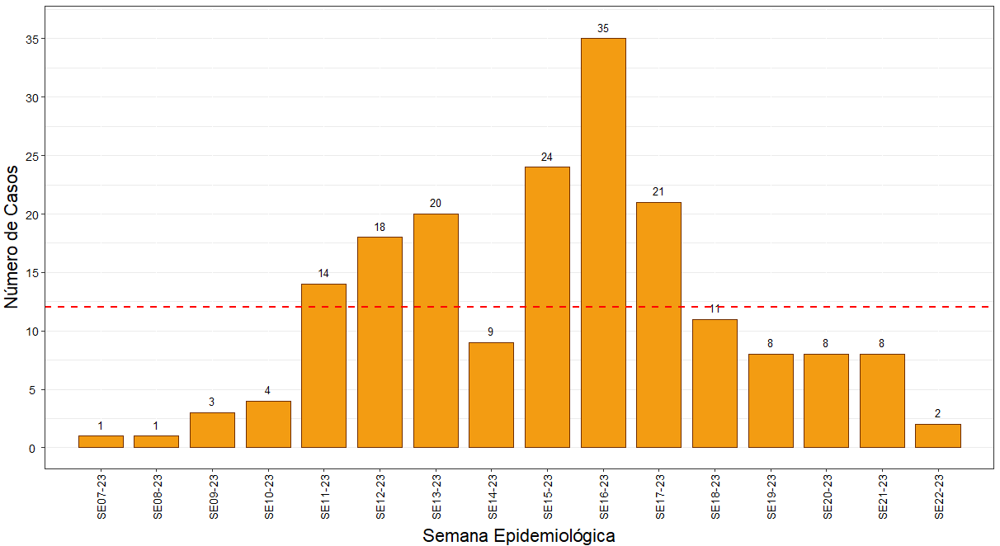 Número de Casos
35
30
25
20
15
10
5
0
1
1
3
4
14
18
20
9
24
35
21
11
8
8
8
2
SE07-23
SE08-23
SE09-23
SE10-23
SE11-23
SE12-23
SE13-23
SE14-23
SE15-23
SE16-23
SE17-23
SE18-23
SE19-23
SE20-23
SE21-23
SE22-23
Semana Epidemiológica